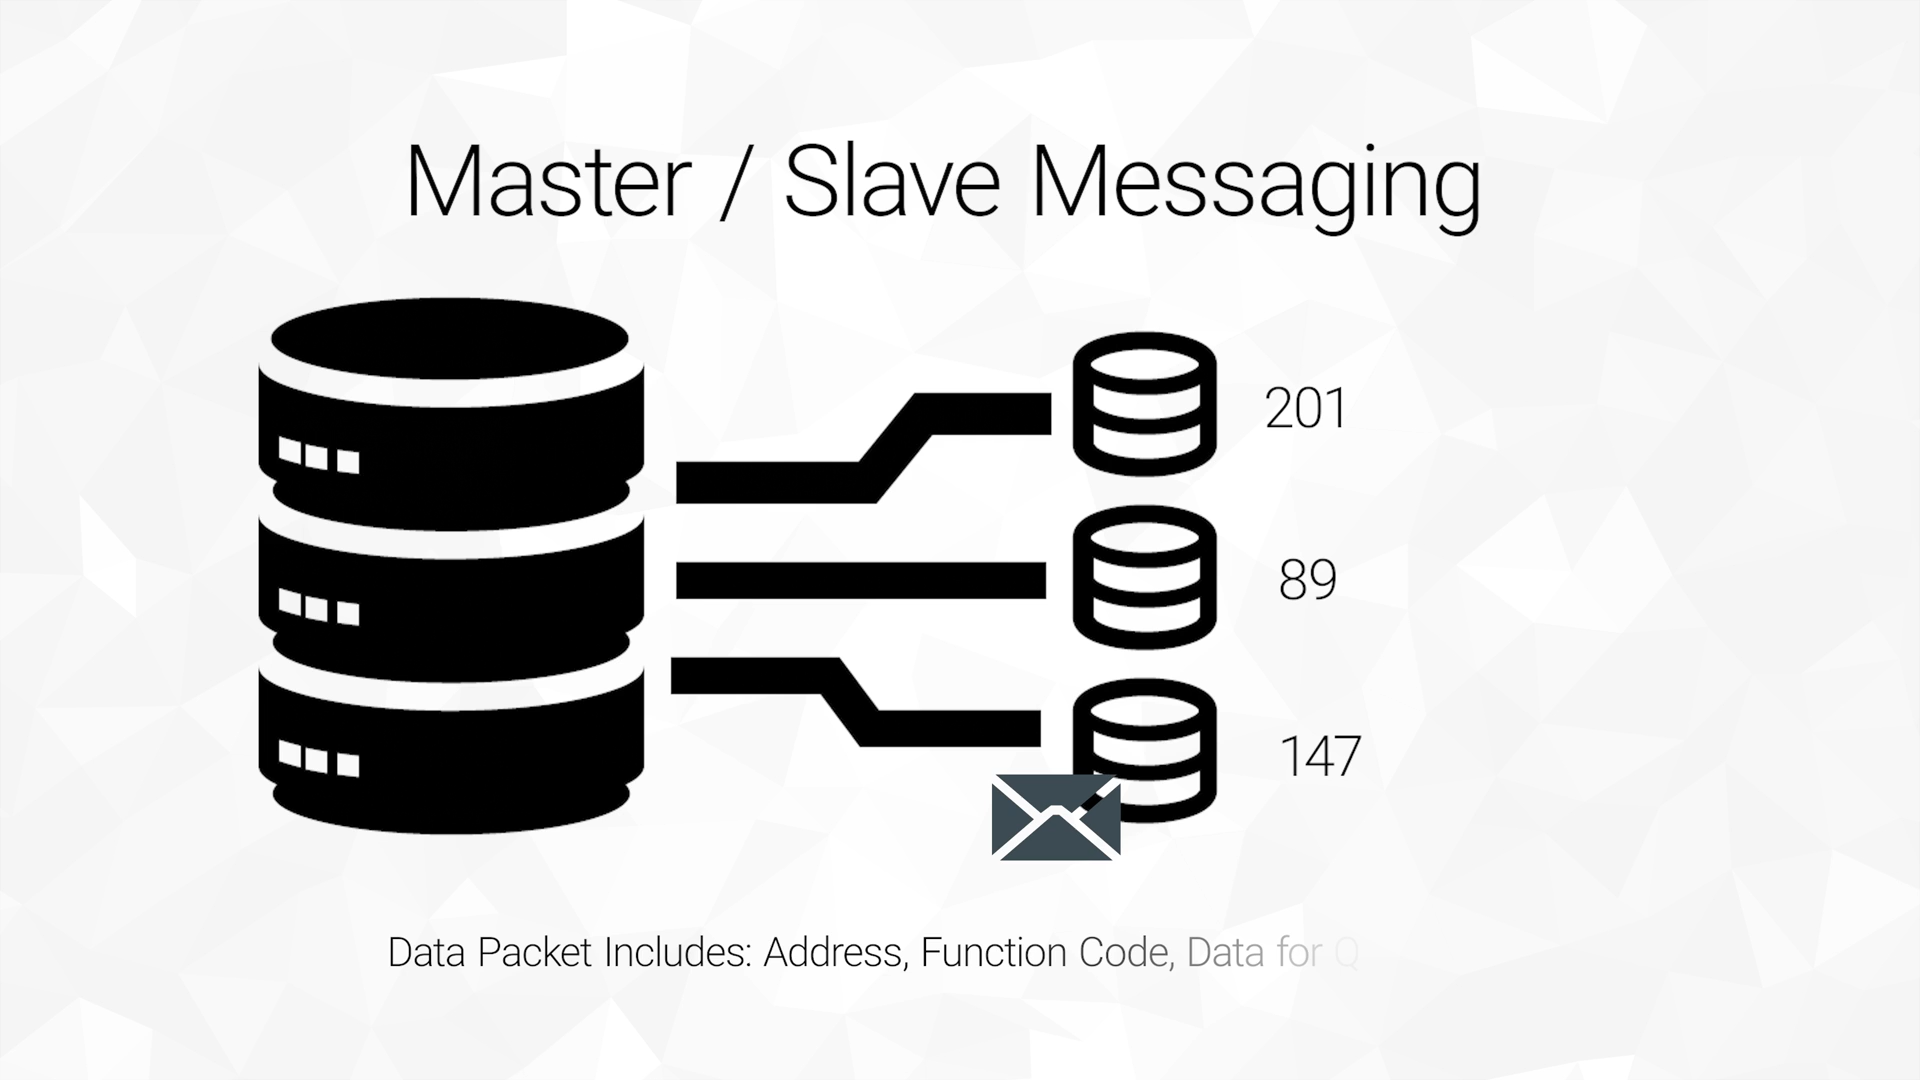 Master / Slave Messaging
201
89
147
Data Packet Includes: Address, Function Code, Data for Q